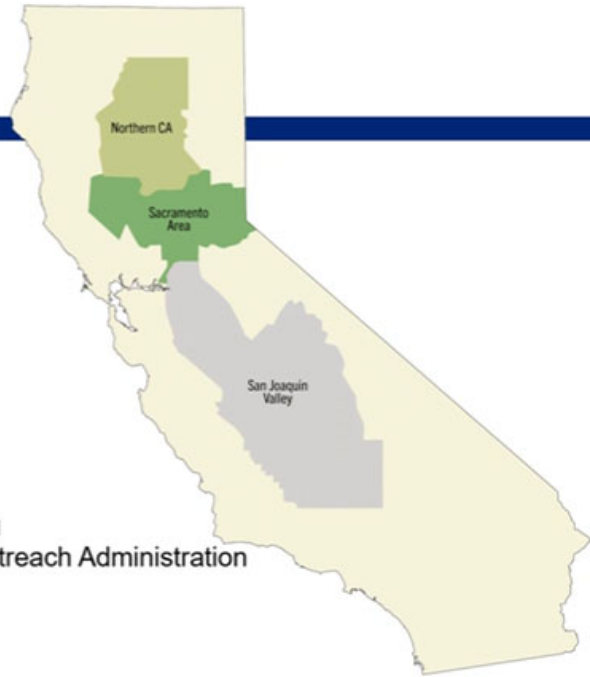 Northern CA
Sacramento
Area
San Joaquin
Valley
treach Administration